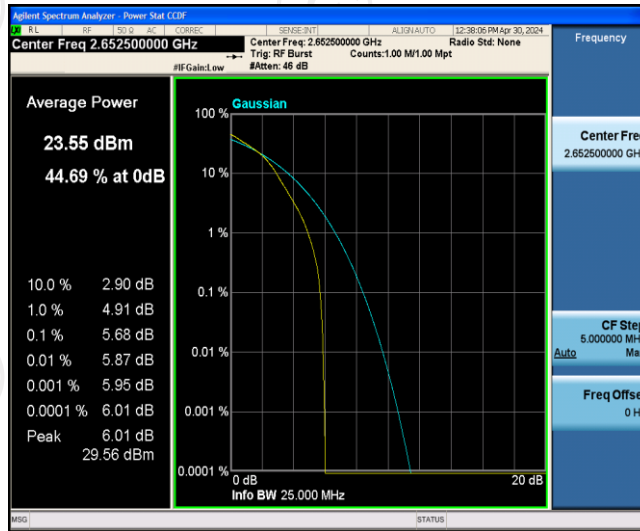 Agilent Spectrum Analyzer - Power Stat CCDF
RL RF 50 Ω AC CORREC SENSE:INT ALIGNAUTO 12:38:06 PM Apr 30, 2024
Center Freq 2.652500000 GHz
Center Freq: 2.652500000 GHz Radio Std: None
Trig: RF Burst Counts:1.00 M/1.00 Mpt
#IFGain:Low #Atten: 46 dB
Frequency
Average Power
23.55 dBm
44.69 % at 0dB
10.0 % 2.90 dB
1.0 % 4.91 dB
0.1 % 5.68 dB
0.01 % 5.87 dB
0.001 % 5.95 dB
0.0001 % 6.01 dB
Peak 6.01 dB
29.56 dBm
Gaussian
100 %
10 %
1 %
0.1 %
0.01 %
0.001 %
0.0001 %
0 dB 20 dB
Info BW 25.000 MHz
Center Fre
2.652500000 GH
CF Ste
5.000000 MH
Auto Ma
Freq Offse
0 H
MSG STATUS